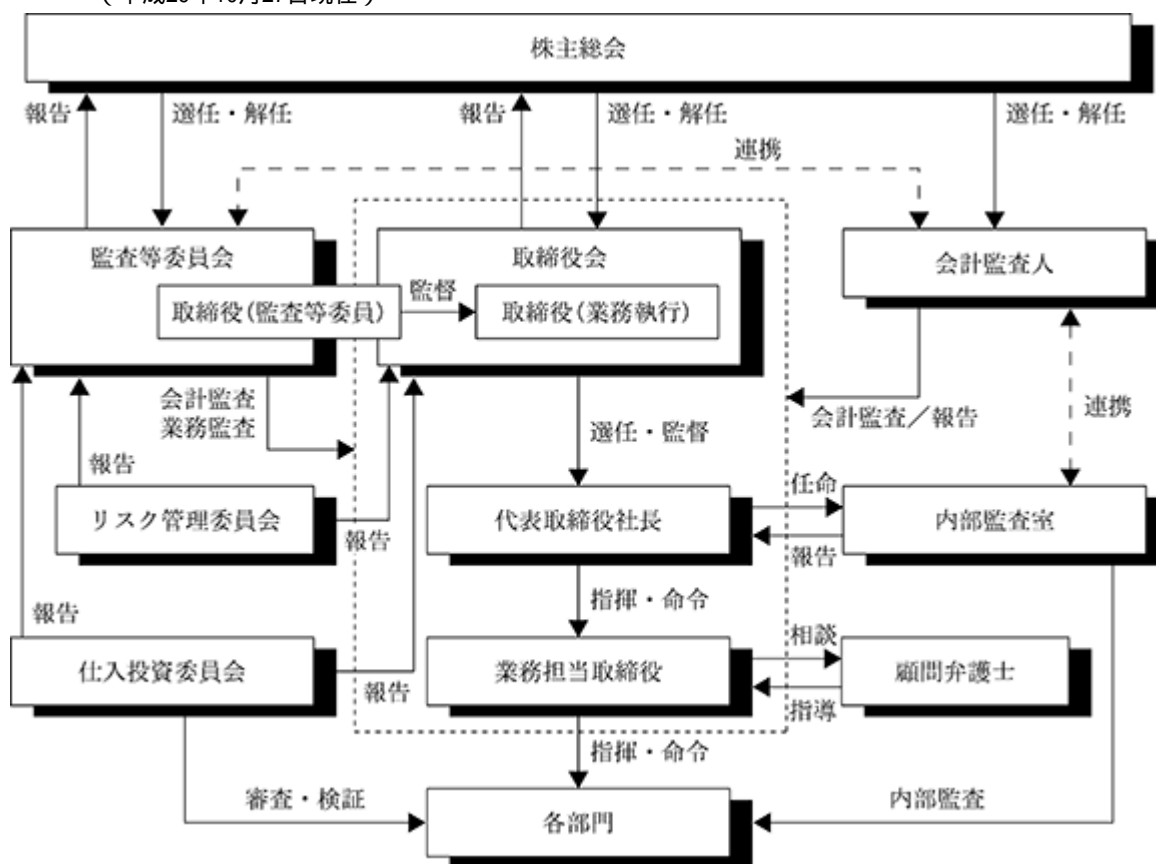 株主総会
報告
選任・解任
報告
選任・解任
選任・解任
連携
監査等委員会
取締役会
会計監査人
取締役(監査等委員)
監督
取締役(業務執行)
会計監査
業務監査
選任・監督
会計監査／報告
連携
報告
リスク管理委員会
報告
代表取締役社長
任命
報告
内部監査室
指揮・命令
報告
仕入投資委員会
報告
業務担当取締役
相談
指導
顧問弁護士
指揮・命令
審査・検証
各部門
内部監査